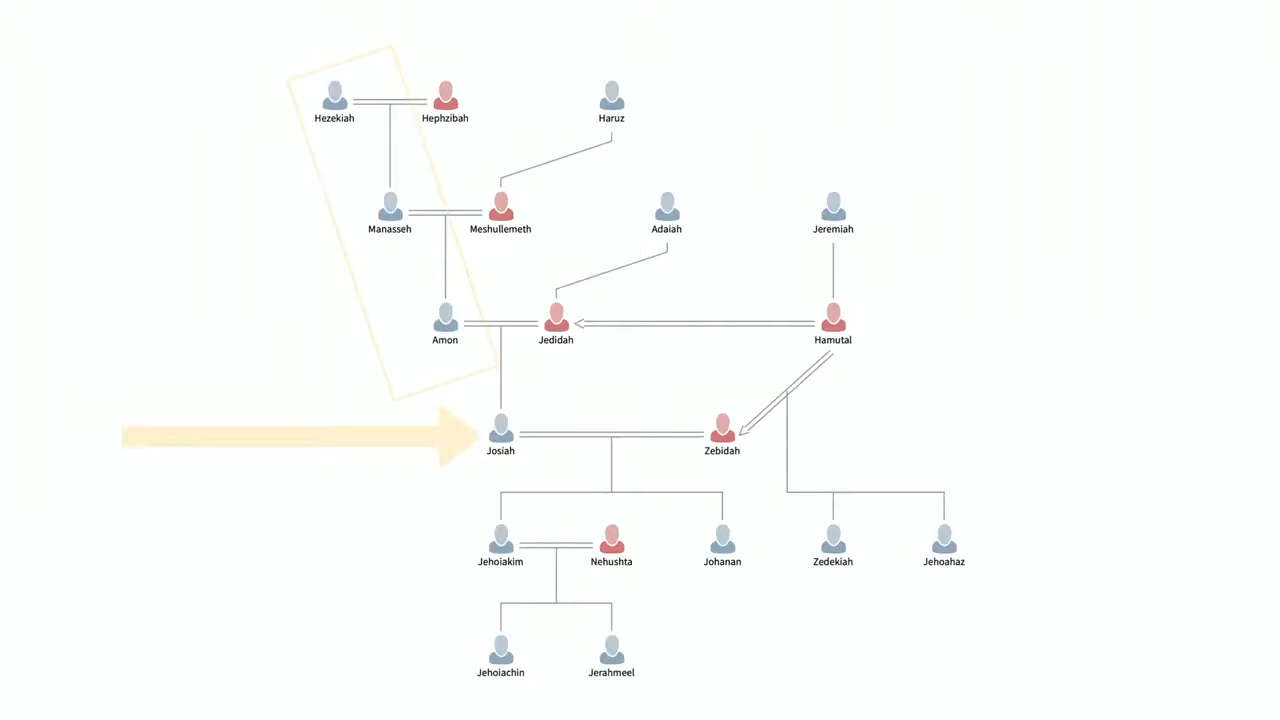 Hezekiah
Hephzibah
Haruz
Manasseh
Meshullemeth
Adaiah
Jeremiah
Amon
Jedidah
Hamutal
Josiah
Zebidah
Jehoiakim
Nehushta
Johanan
Zedekiah
Jehoahaz
Jehoiachin
Jerahmeel